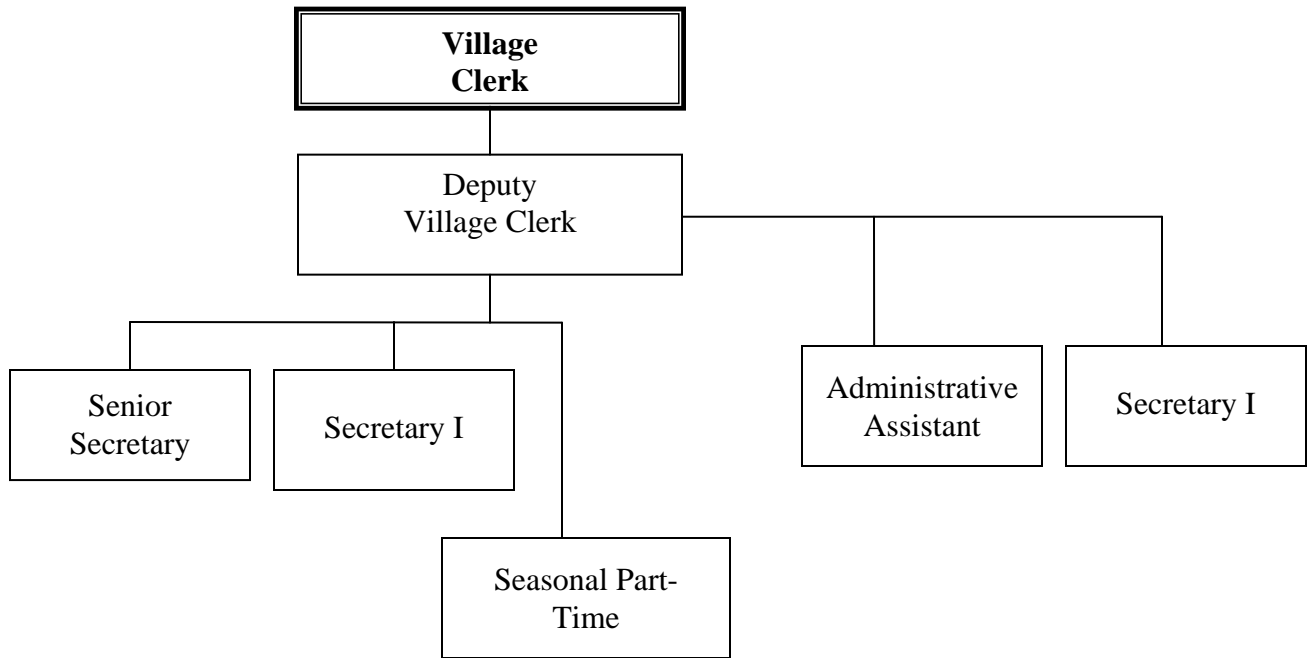 Village
Clerk
Deputy
Village Clerk
Senior
Secretary
Secretary I
Administrative
Assistant
Secretary I
Seasonal Part-
Time